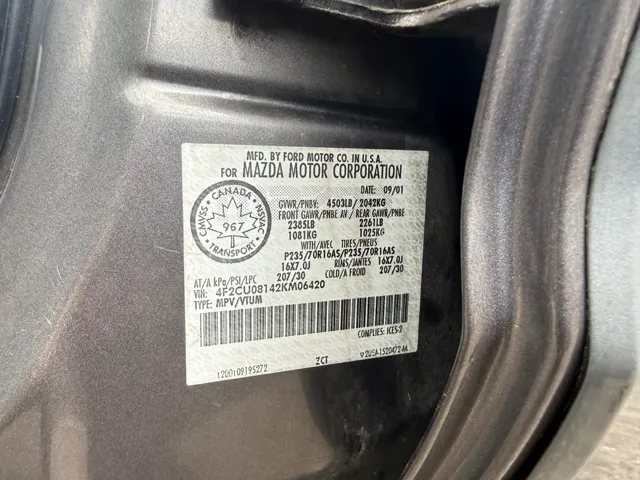 MFD. BY FORD MOTOR CO. IN U.S.A.
FOR MAZDA MOTOR CORPORATION
DATE: 09/01
GVWR/PNBV: 4503LB/ 2042KG
FRONT GAWR/PNBE AV / REAR GAWR/PNBE
2385LB 2261LB
1081KG 1025KG
WITH/AVEC TIRES/PNEUS
P235/70R16AS/P235/70R16AS
16X7.0J RIMS/JANTES 16X7.0J
AT/A kPa/PSI/LPC 207/30 COLD/A FROID 207/30
VIN: 4F2CU08142KM06420
TYPE: MPV/VTUM
CANADA
CMVSS NSVAC
967
TRANSPORT
COMPLIES: ICES-2
1200109195272 ZCT